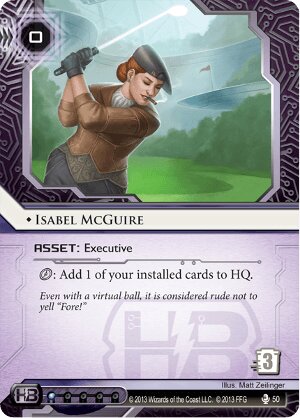 0
♦ Isabel McGuire
ASSET: Executive
: Add 1 of your installed cards to HQ.
Even with a virtual ball, it is considered rude not to
yell “Fore!”
3
Illus. Matt Zeilinger
HB
© 2013 Wizards of the Coast LLC. © 2013 FFG
50